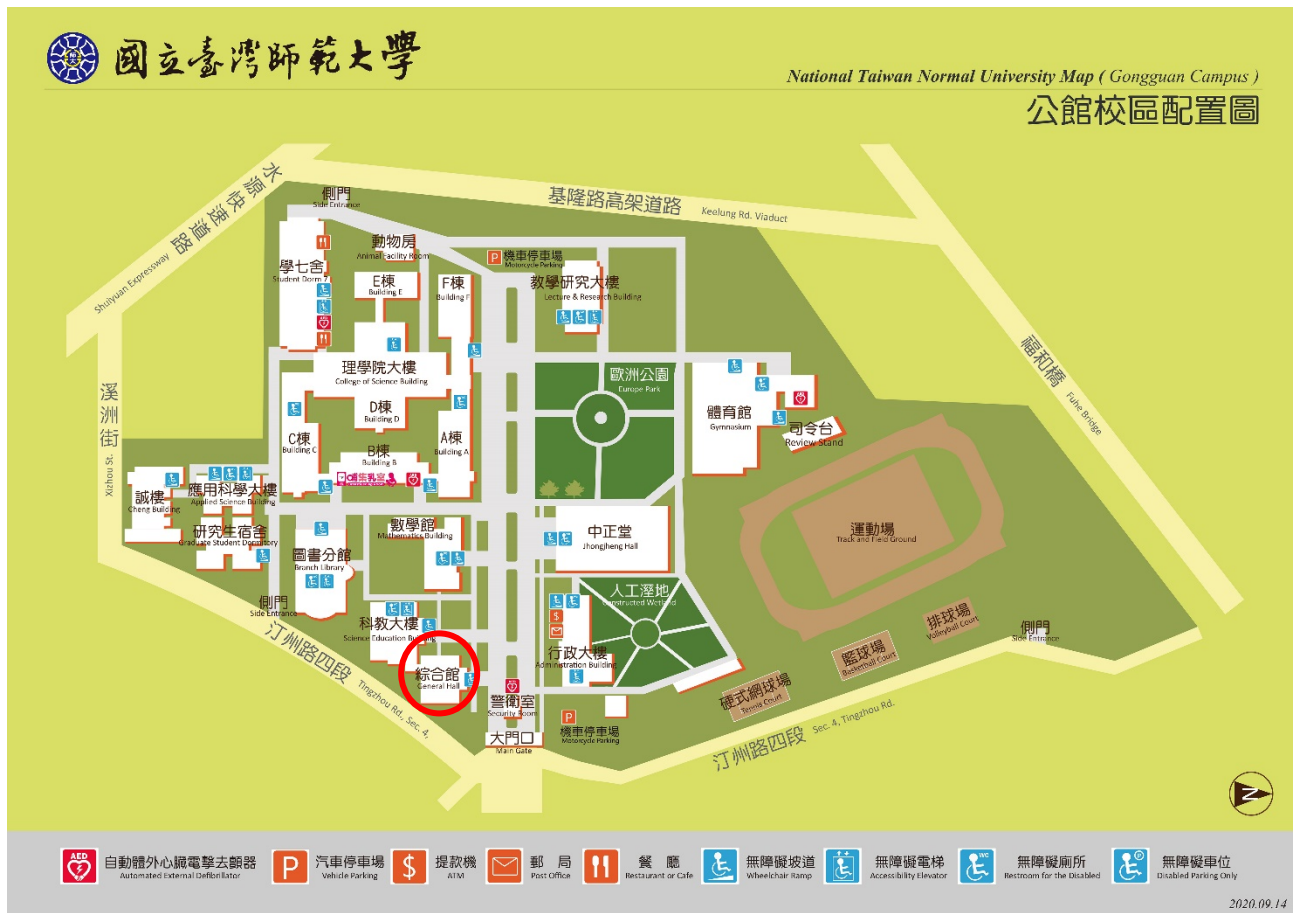 國立臺灣師範大學
National Taiwan Normal University Map ( Gongguan Campus )
公館校區配置圖
水源快速道路
Shuiyuan Expressway
基隆路高架道路 Keelung Rd. Viaduct
側門
Side Entrance
動物房
Animal Facility Room
P 機車停車場
Motorcycle Parking
學七舍
Student Dorm 7
E棟
Building E
F棟
Building F
教學研究大樓
Lecture & Research Building
福和橋 Fuhe Bridge
理學院大樓
College of Science Building
歐洲公園
Europe Park
溪洲街
Xizhou St.
D棟
Building D
體育館
Gymnasium
司令台
Review Stand
C棟
Building C
B棟
Building B
A棟
Building A
誠樓
Cheng Building
應用科學大樓
Applied Science Building
研究生宿舍
Graduate Student Dormitory
數學館
Mathematics Building
中正堂
Jhongjheng Hall
運動場
Track and Field Ground
圖書分館
Branch Library
人工溼地
Constructed Wetland
側門
Side Entrance
科教大樓
Science Education Building
排球場
Volleyball Court
側門
Side Entrance
行政大樓
Administration Building
籃球場
Basketball Court
綜合館
General Hall
硬式網球場
Tennis Court
汀州路四段 Tingzhou Rd., Sec. 4,
警衛室
Security Room
P
機車停車場
Motorcycle Parking
大門口
Main Gate
汀州路四段 Sec. 4, Tingzhou Rd.
N
AED 自動體外心臟電擊去顫器
Automated External Defibrillator
P 汽車停車場
Vehicle Parking
$ 提款機
ATM
郵 局
Post Office
餐 廳
Restaurant or Cafe
無障礙坡道
Wheelchair Ramp
無障礙電梯
Accessibility Elevator
WC 無障礙廁所
Restroom for the Disabled
P 無障礙車位
Disabled Parking Only
2020.09.14